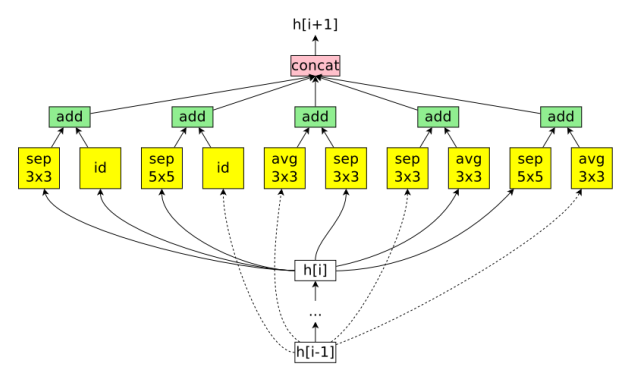 h[i+1]
concat
add add add add add
sep 3x3 id sep 5x5 id avg 3x3 sep 3x3 sep 3x3 avg 3x3 sep 5x5 avg 3x3
h[i]
...
h[i-1]